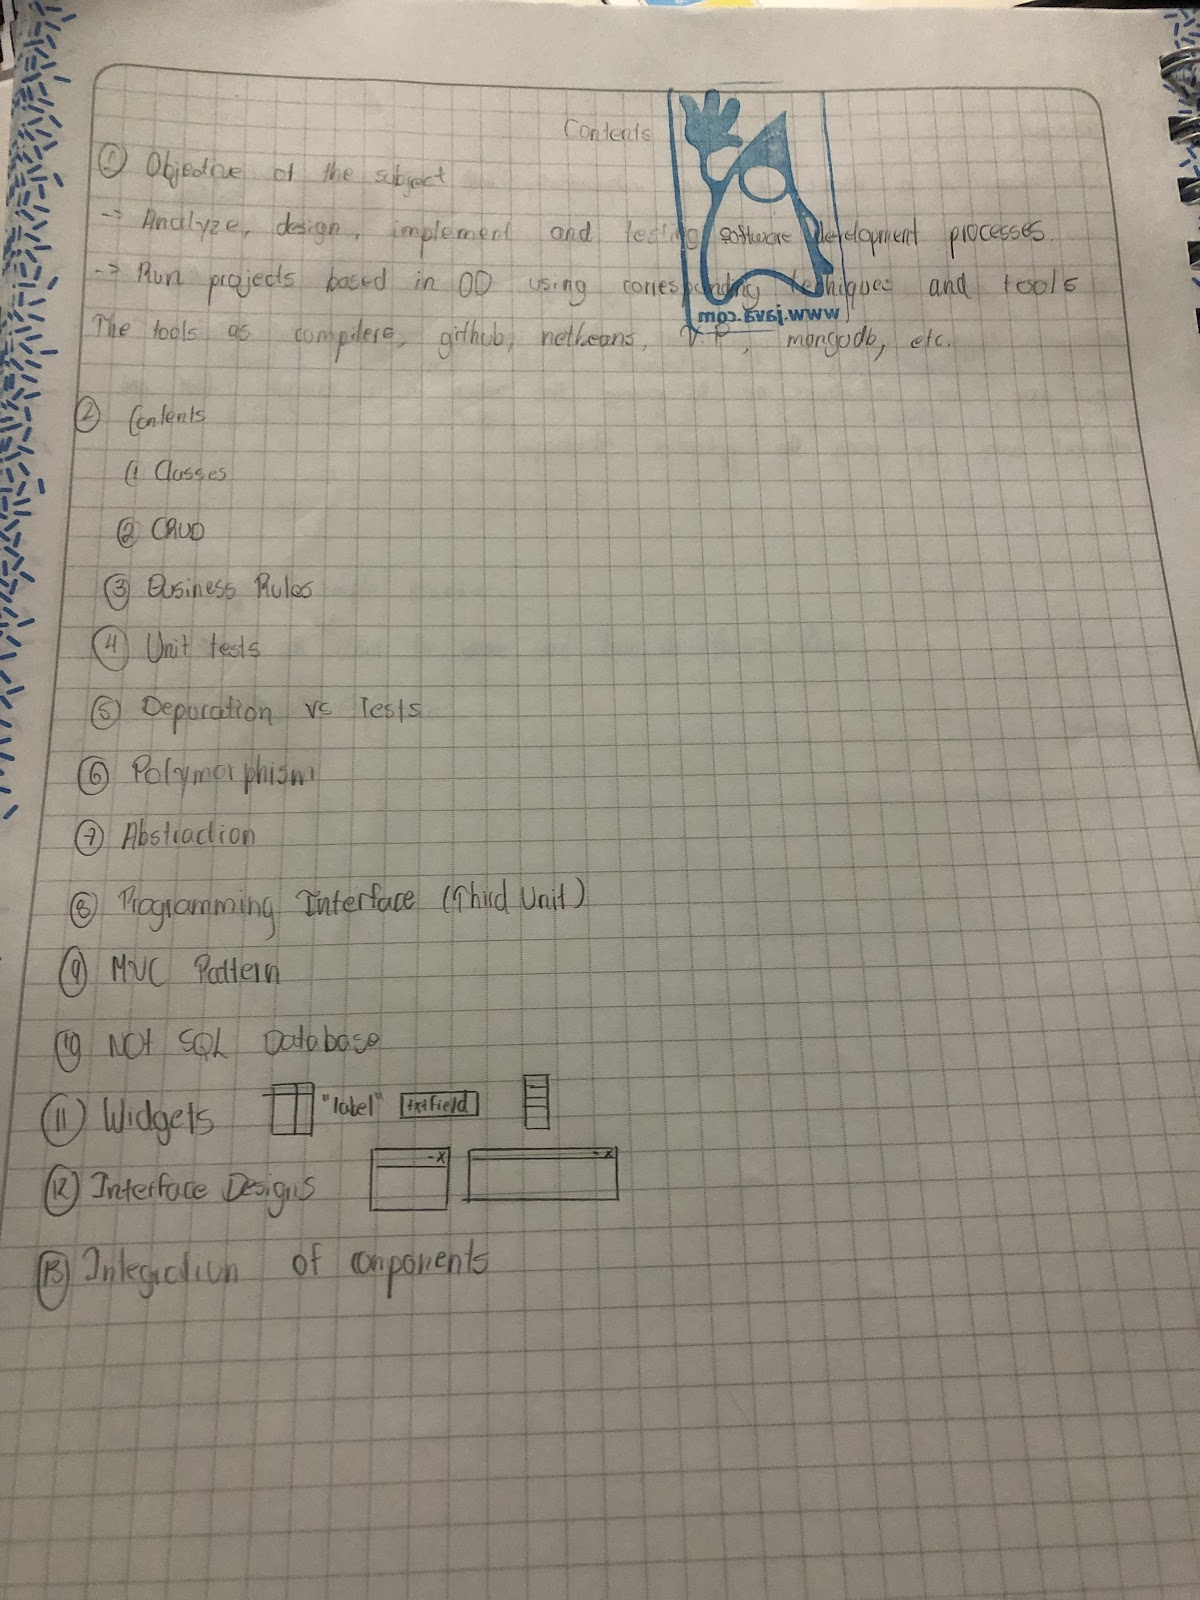 Contents
① Objective of the subject
-> Analyze, design, implement and testing software development processes.
-> Run projects based in OO using corresponding techiques and tools
www.java.com
The tools as compilers, github, netbeans, V.P, mongodb, etc.
② Contents
(1 Classes
② CRUD
③ Business Rules
④ Unit tests
⑤ Depuration vs Tests
⑥ Polymorphism
⑦ Abstraction
⑧ Programming Interface (Third Unit)
⑨ MVC Pattern
⑩ NOt SQL Database
⑪ Widgets "label" txtField
⑫ Interface Designs -x - x
⑬ Integration of components